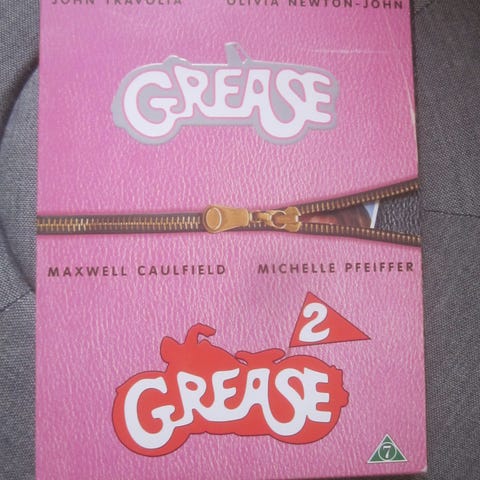 JOHN TRAVOLTA OLIVIA NEWTON-JOHN
GREASE
MAXWELL CAULFIELD MICHELLE PFEIFFER
2
GREASE
7